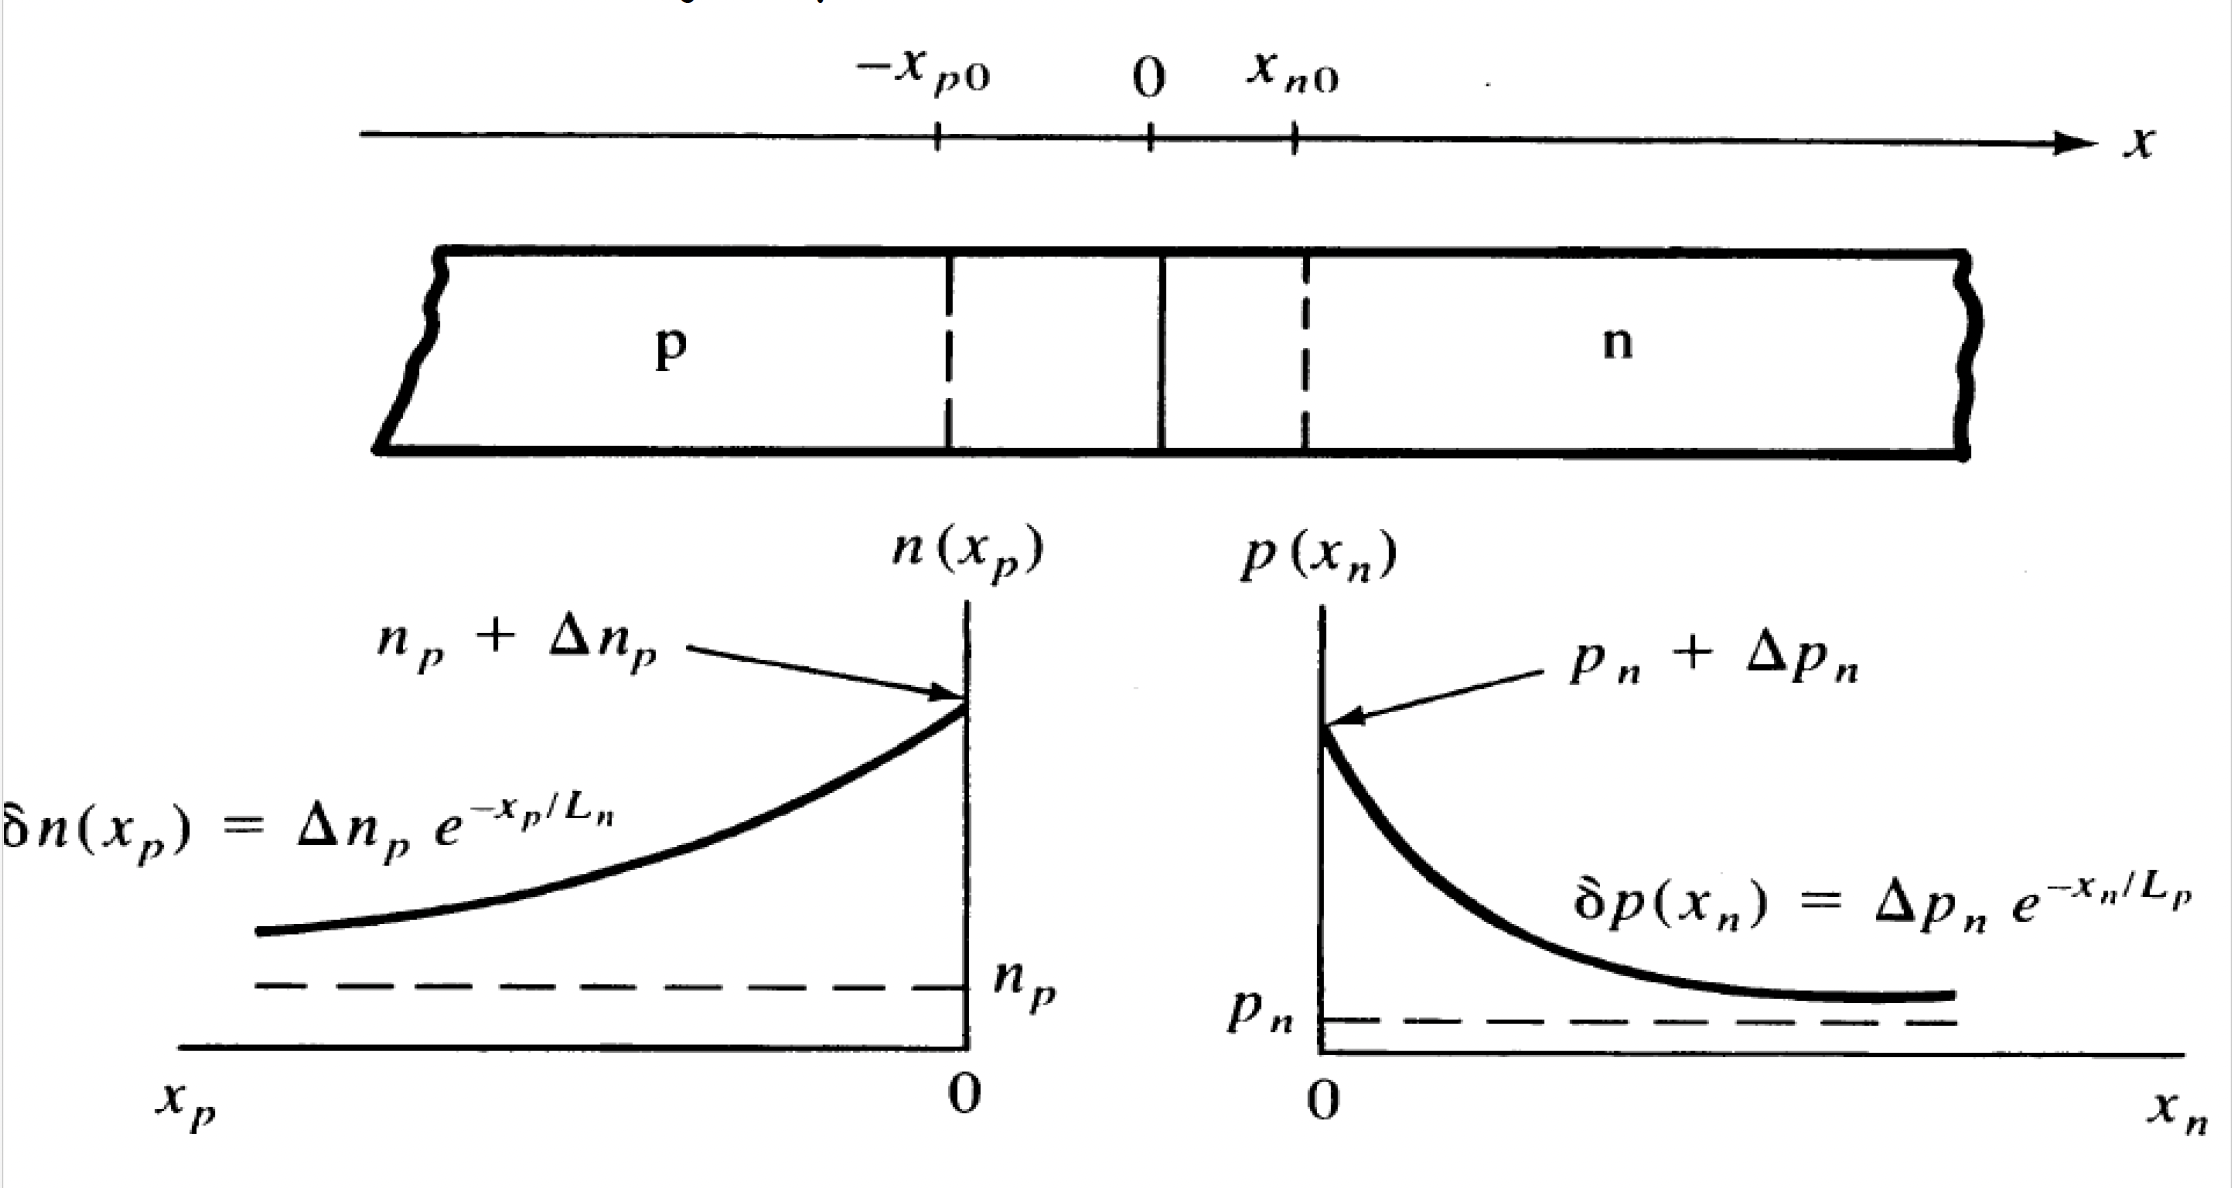 −x_{p0} 0 x_{n0}
x
p n
n(x_p) p(x_n)
n_p + Δn_p p_n + Δp_n
δn(x_p) = Δn_p e^{−x_p/L_n}
δp(x_n) = Δp_n e^{−x_n/L_p}
n_p p_n
x_p 0 0 x_n